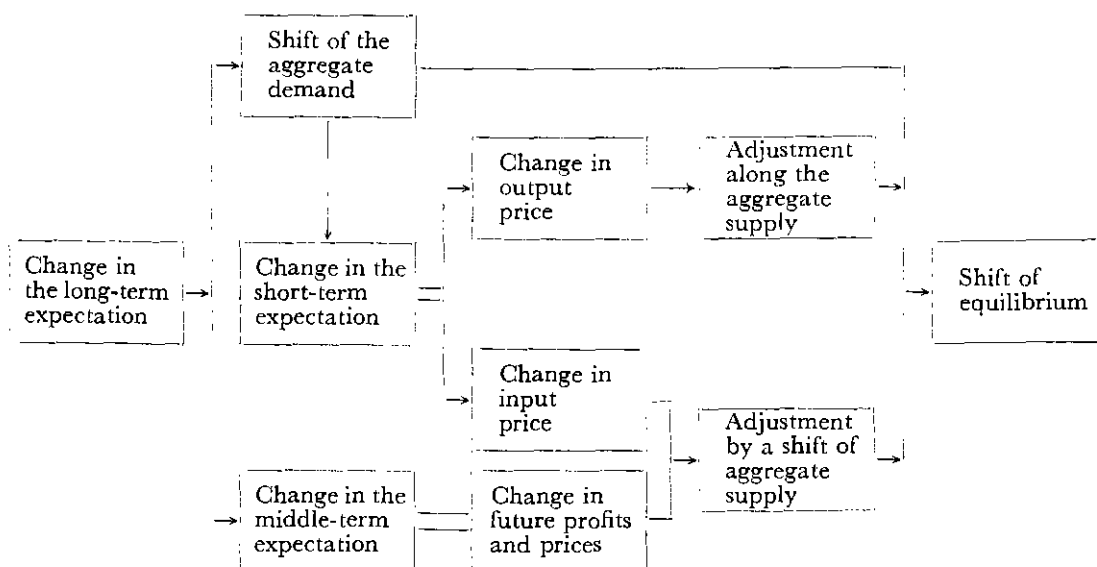 Shift of the
aggregate
demand
Change in
output
price
Adjustment
along the
aggregate
supply
Change in
the long-term
expectation
Change in the
short-term
expectation
Shift of
equilibrium
Change in
input
price
Adjustment
by a shift of
aggregate
supply
Change in the
middle-term
expectation
Change in
future profits
and prices